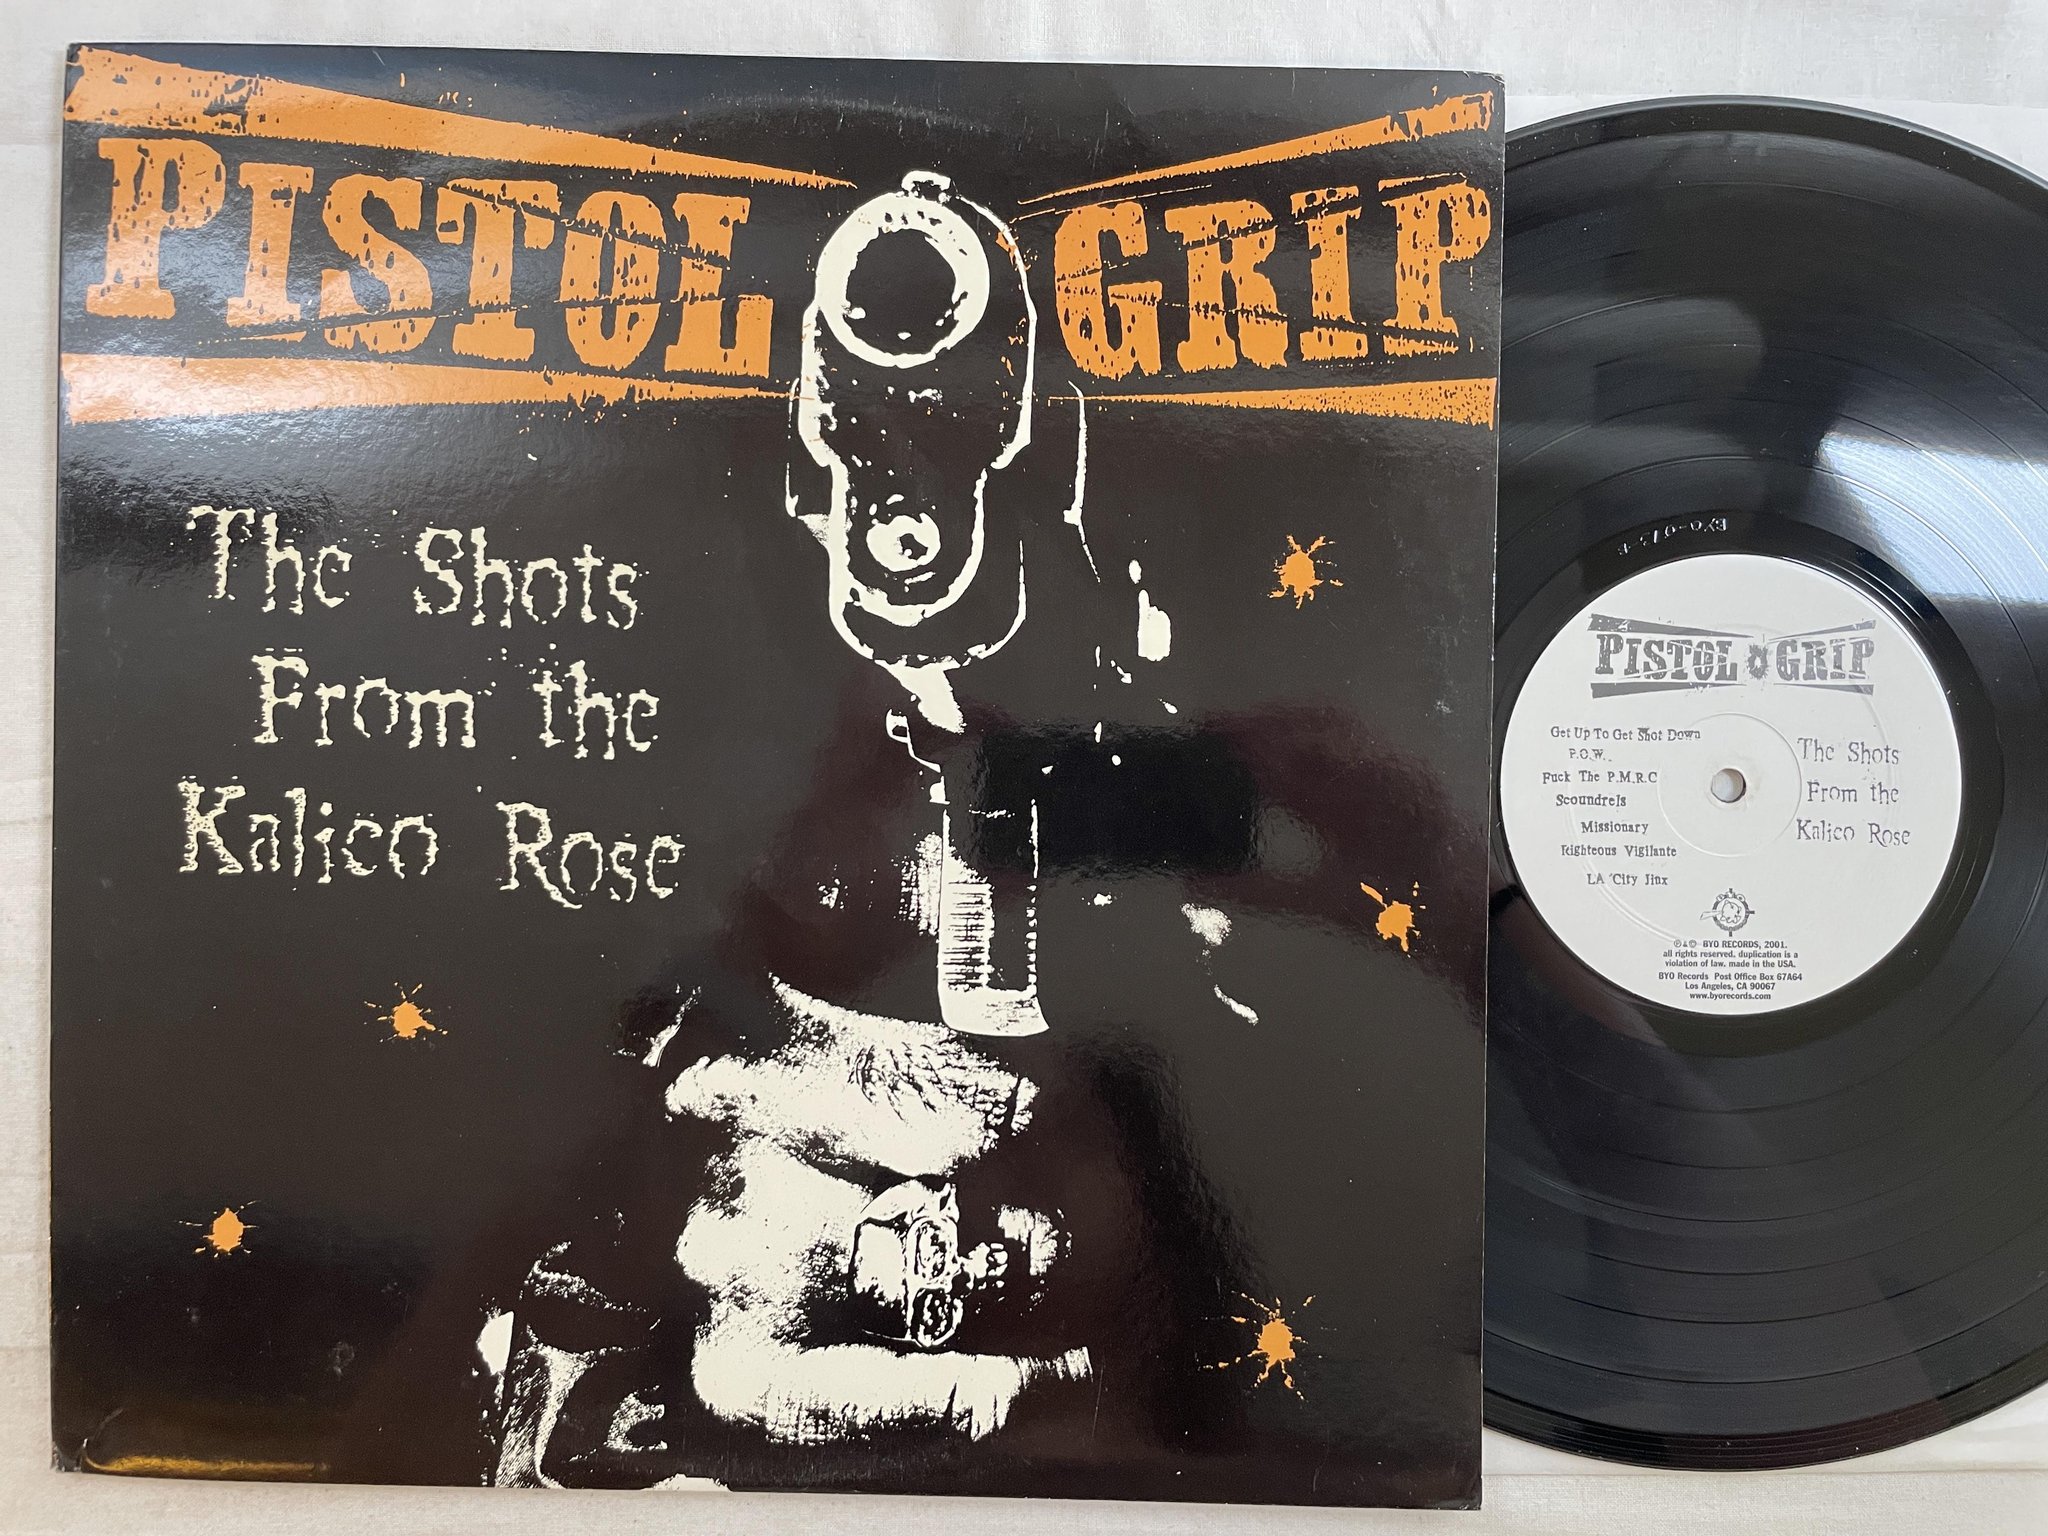 PISTOL GRIP
The Shots
From the
Kalico Rose
PISTOL GRIP
Get Up To Get Shot Down
P.O.W.
Fuck The P.M.R.C
Scoundrels
Missionary
Righteous Vigilante
LA City Jinx
The Shots
From the
Kalico Rose
℗&© BYO RECORDS, 2001.
all rights reserved. duplication is a
violation of law. made in the USA.
BYO Records Post Office Box 67A64
Los Angeles, CA 90067
www.byorecords.com